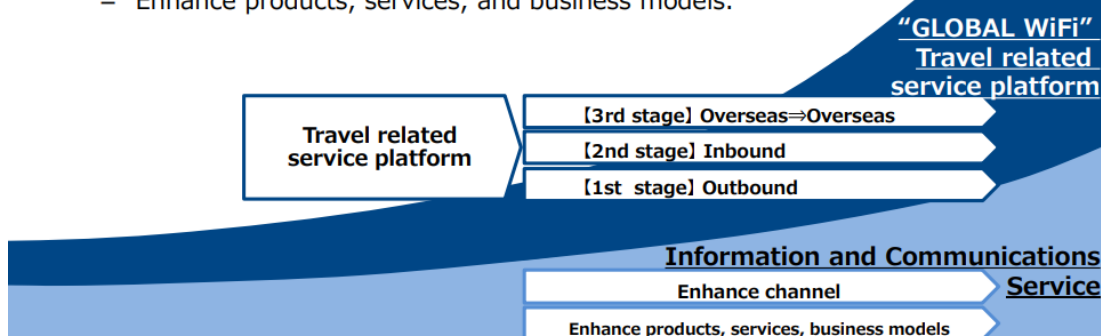 – Enhance products, services, and business models.
“GLOBAL WiFi”
Travel related
service platform
Travel related
service platform
【3rd stage】Overseas⇒Overseas
【2nd stage】Inbound
【1st stage】Outbound
Information and Communications
Service
Enhance channel
Enhance products, services, business models